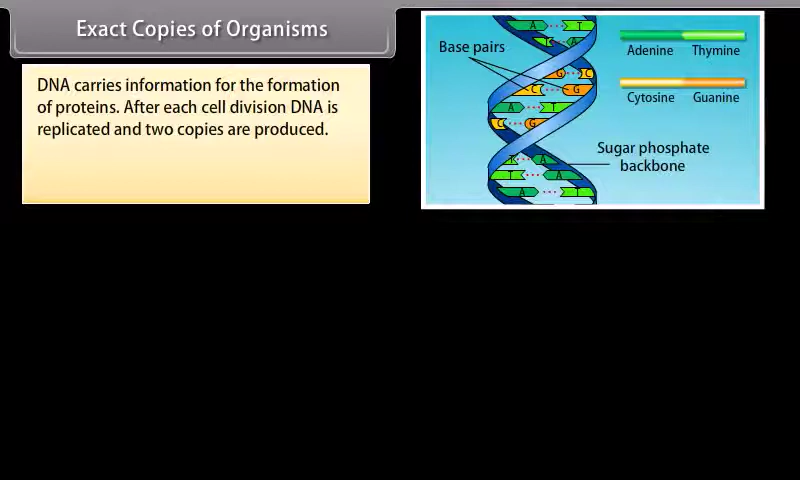 Exact Copies of Organisms
DNA carries information for the formation
of proteins. After each cell division DNA is
replicated and two copies are produced.
Base pairs
Adenine Thymine
Cytosine Guanine
Sugar phosphate
backbone
A T
A
G C
C G
A T
C G
A
T A
A T